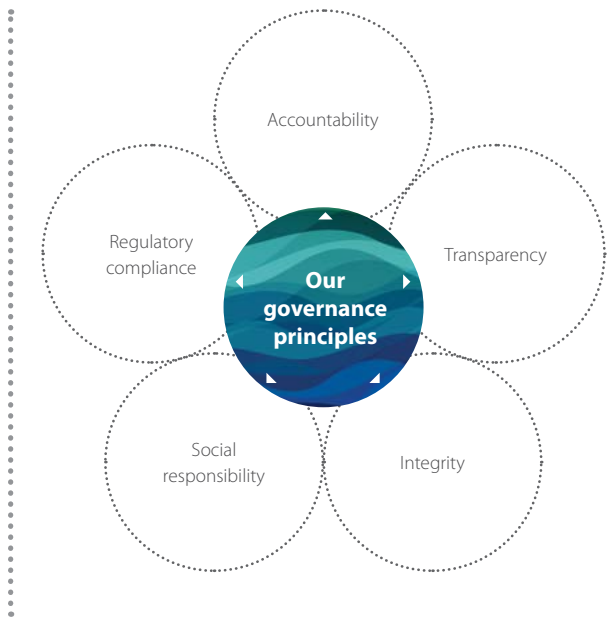 Accountability
Regulatory
compliance
Transparency
Our
governance
principles
Social
responsibility
Integrity